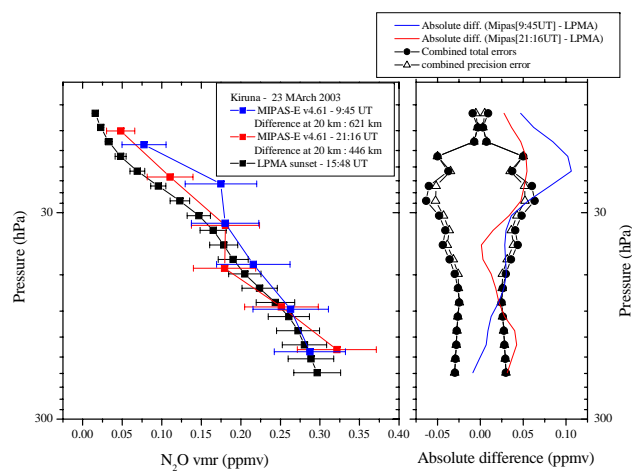 Absolute diff. (Mipas[9:45UT] - LPMA)
Absolute diff. (Mipas[21:16UT] - LPMA)
Combined total errors
combined precision error
Kiruna - 23 MArch 2003
MIPAS-E v4.61 - 9:45 UT
Difference at 20 km : 621 km
MIPAS-E v4.61 - 21:16 UT
Difference at 20 km : 446 km
LPMA sunset - 15:48 UT
Pressure (hPa)
30
300
0.00 0.05 0.10 0.15 0.20 0.25 0.30 0.35 0.40
N₂O vmr (ppmv)
30
300
Pressure (hPa)
-0.05 0.00 0.05 0.10
Absolute difference (ppmv)